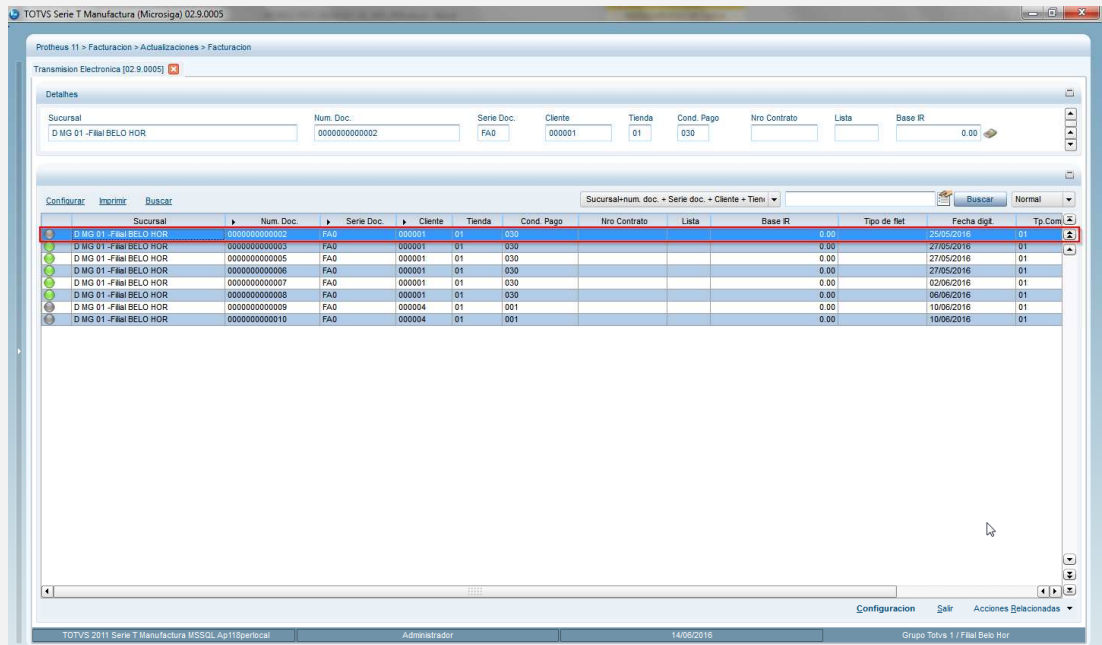 TOTVS Serie T Manufactura (Microsiga) 02.9.0005
Protheus 11 > Facturacion > Actualizaciones > Facturacion
Transmision Electronica [02.9.0005]
Detalhes
Sucursal Num. Doc. Serie Doc. Cliente Tienda Cond. Pago Nro Contrato Lista Base IR
D MG 01 -Filial BELO HOR 0000000000002 FA0 000001 01 030 0.00
Configurar Imprimir Buscar Sucursal+num. doc. + Serie doc. + Cliente + Tiend Buscar Normal
Sucursal Num. Doc. Serie Doc. Cliente Tienda Cond. Pago Nro Contrato Lista Base IR Tipo de flet Fecha digit. Tp.Com
D MG 01 -Filial BELO HOR 0000000000002 FA0 000001 01 030 0.00 25/05/2016 01
D MG 01 -Filial BELO HOR 0000000000003 FA0 000001 01 030 0.00 27/05/2016 01
D MG 01 -Filial BELO HOR 0000000000005 FA0 000001 01 030 0.00 27/05/2016 01
D MG 01 -Filial BELO HOR 0000000000006 FA0 000001 01 030 0.00 27/05/2016 01
D MG 01 -Filial BELO HOR 0000000000007 FA0 000001 01 030 0.00 02/06/2016 01
D MG 01 -Filial BELO HOR 0000000000008 FA0 000001 01 030 0.00 06/06/2016 01
D MG 01 -Filial BELO HOR 0000000000009 FA0 000004 01 001 0.00 10/06/2016 01
D MG 01 -Filial BELO HOR 0000000000010 FA0 000004 01 001 0.00 10/06/2016 01
Configuracion Salir Acciones Relacionadas
TOTVS 2011 Serie T Manufactura MSSQL Ap118perlocal Administrador 14/06/2016 Grupo Totvs 1 / Filial Belo Hor